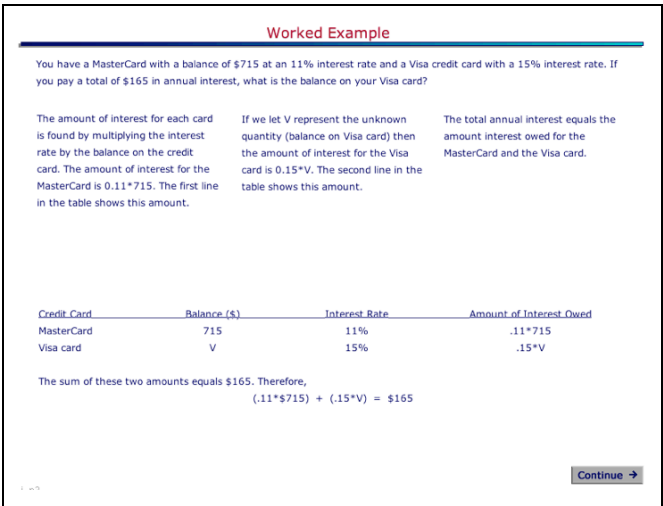 Worked Example
You have a MasterCard with a balance of $715 at an 11% interest rate and a Visa credit card with a 15% interest rate. If
you pay a total of $165 in annual interest, what is the balance on your Visa card?
The amount of interest for each card
is found by multiplying the interest
rate by the balance on the credit
card. The amount of interest for the
MasterCard is 0.11*715. The first line
in the table shows this amount.
If we let V represent the unknown
quantity (balance on Visa card) then
the amount of interest for the Visa
card is 0.15*V. The second line in the
table shows this amount.
The total annual interest equals the
amount interest owed for the
MasterCard and the Visa card.
Credit Card Balance ($) Interest Rate Amount of Interest Owed
MasterCard 715 11% .11*715
Visa card V 15% .15*V
The sum of these two amounts equals $165. Therefore,
(.11*$715) + (.15*V) = $165
Continue →